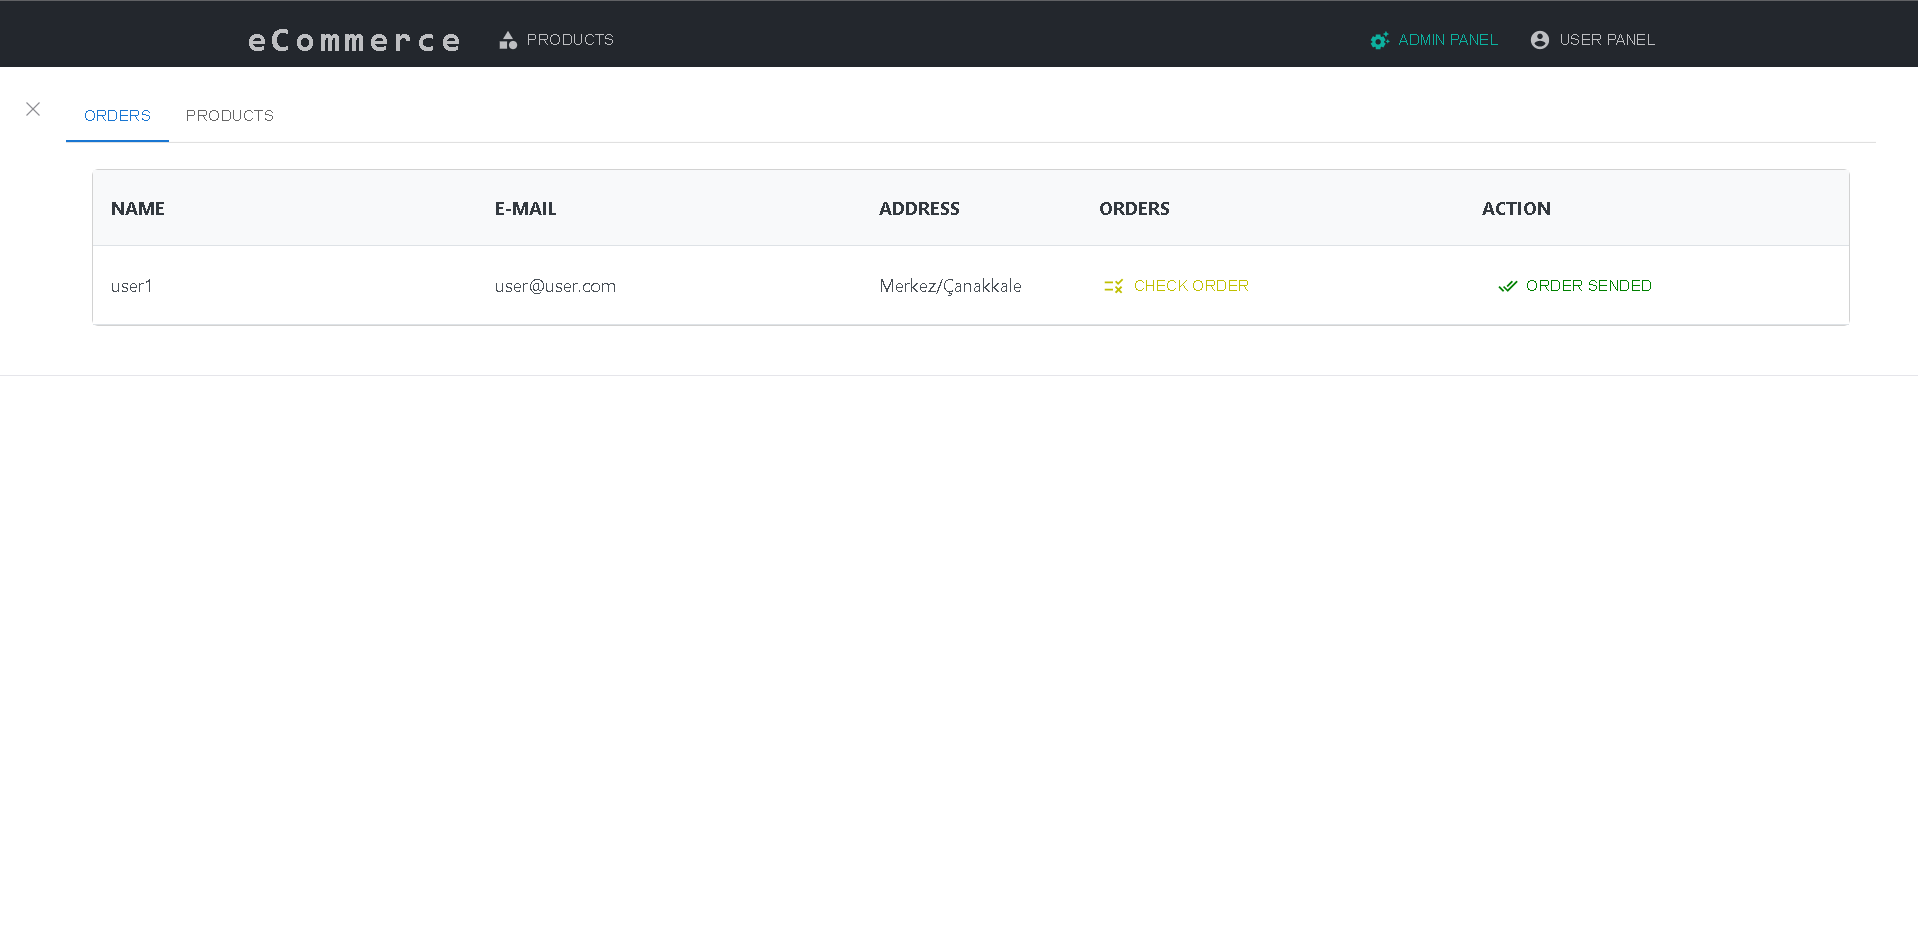 eCommerce PRODUCTS ADMIN PANEL USER PANEL
ORDERS PRODUCTS
NAME E-MAIL ADDRESS ORDERS ACTION
user1 user@user.com Merkez/Çanakkale CHECK ORDER ORDER SENDED